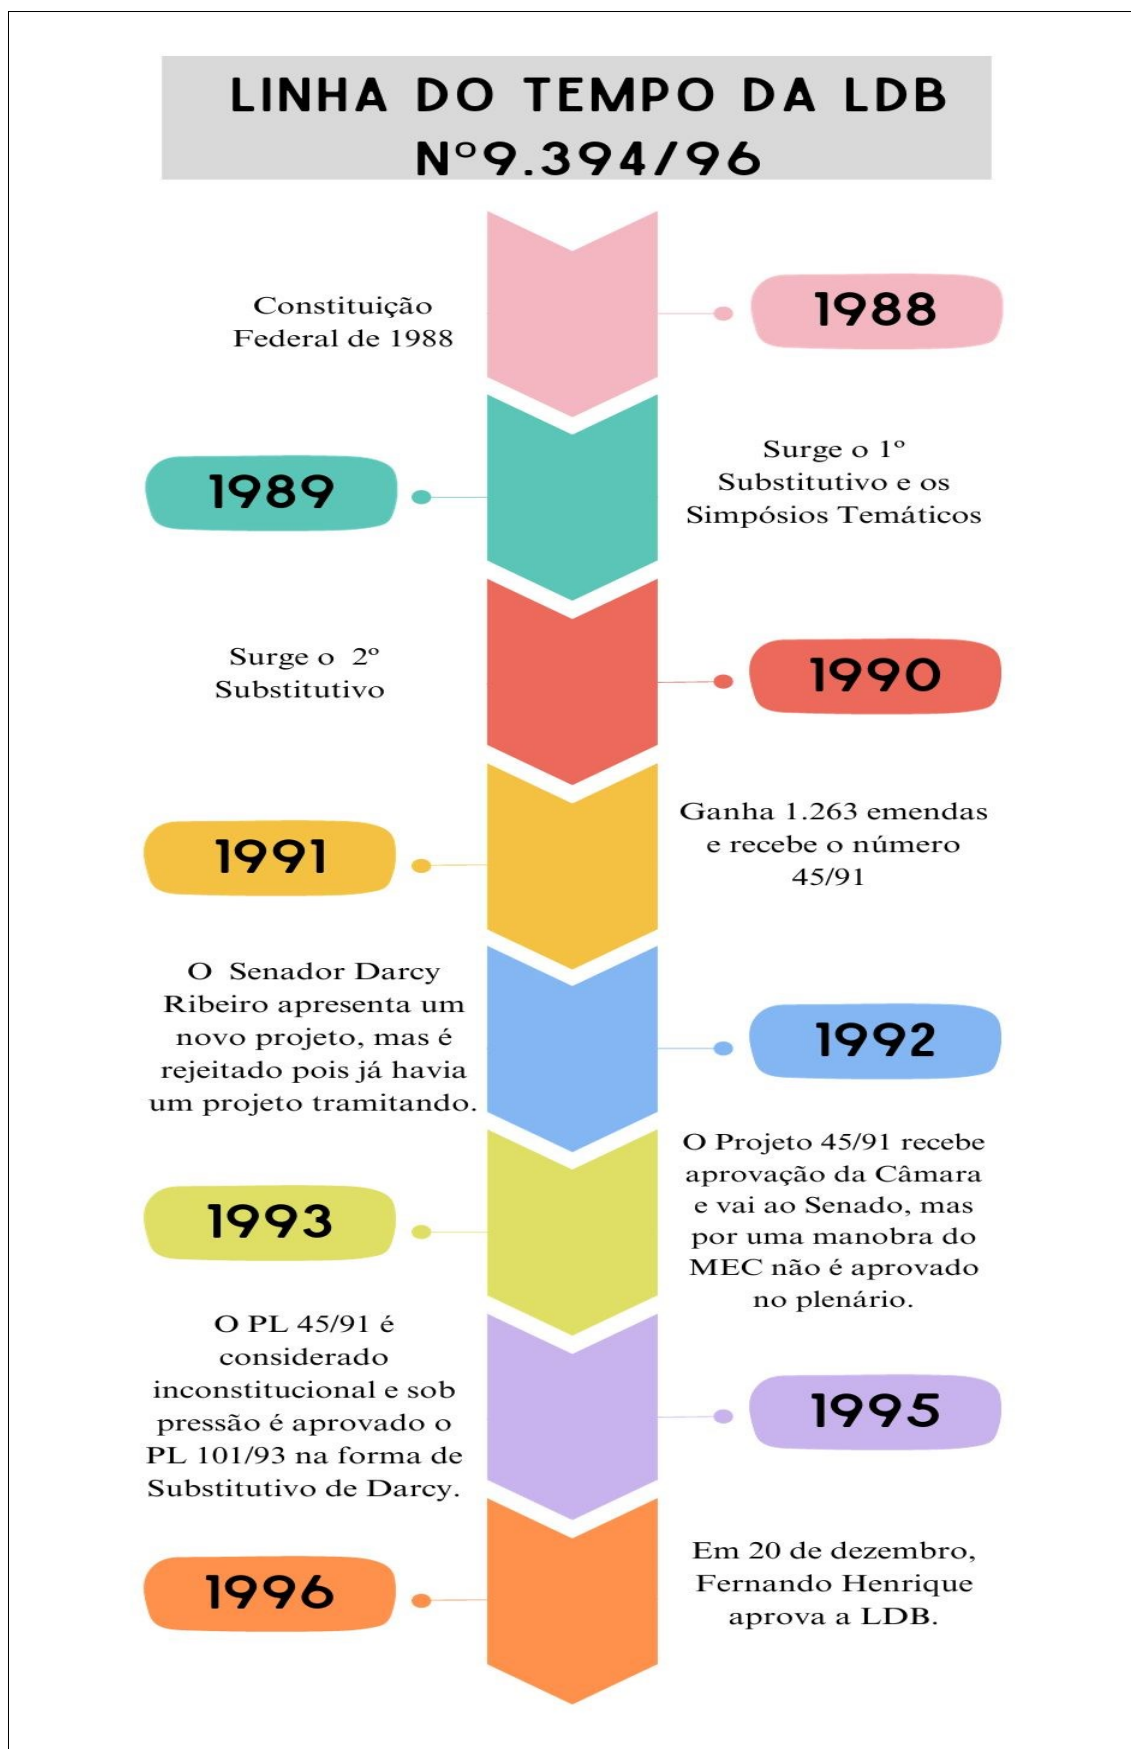 LINHA DO TEMPO DA LDB
Nº9.394/96
Constituição
Federal de 1988
1988
1989
Surge o 1º
Substitutivo e os
Simpósios Temáticos
Surge o 2º
Substitutivo
1990
1991
Ganha 1.263 emendas
e recebe o número
45/91
O Senador Darcy
Ribeiro apresenta um
novo projeto, mas é
rejeitado pois já havia
um projeto tramitando.
1992
1993
O Projeto 45/91 recebe
aprovação da Câmara
e vai ao Senado, mas
por uma manobra do
MEC não é aprovado
no plenário.
O PL 45/91 é
considerado
inconstitucional e sob
pressão é aprovado o
PL 101/93 na forma de
Substitutivo de Darcy.
1995
1996
Em 20 de dezembro,
Fernando Henrique
aprova a LDB.